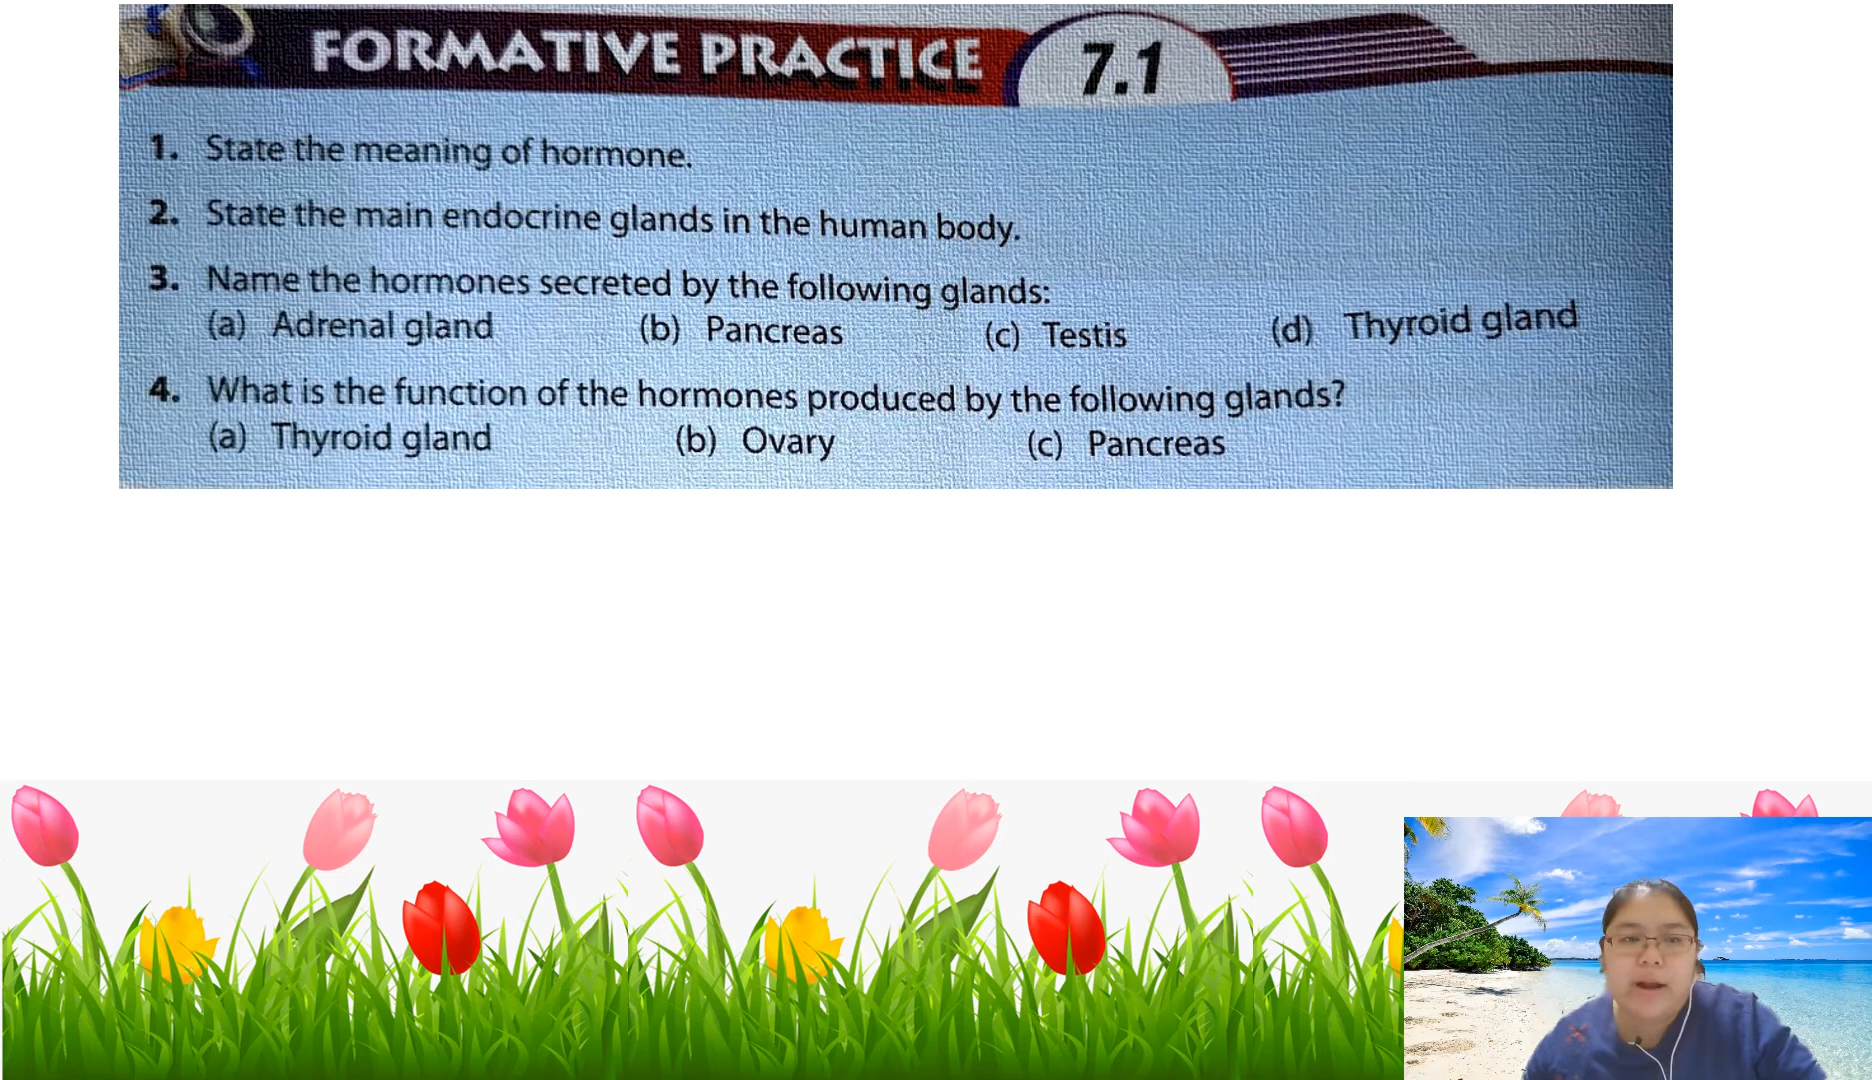 FORMATIVE PRACTICE 7.1
1. State the meaning of hormone.
2. State the main endocrine glands in the human body.
3. Name the hormones secreted by the following glands:
(a) Adrenal gland (b) Pancreas (c) Testis (d) Thyroid gland
4. What is the function of the hormones produced by the following glands?
(a) Thyroid gland (b) Ovary (c) Pancreas